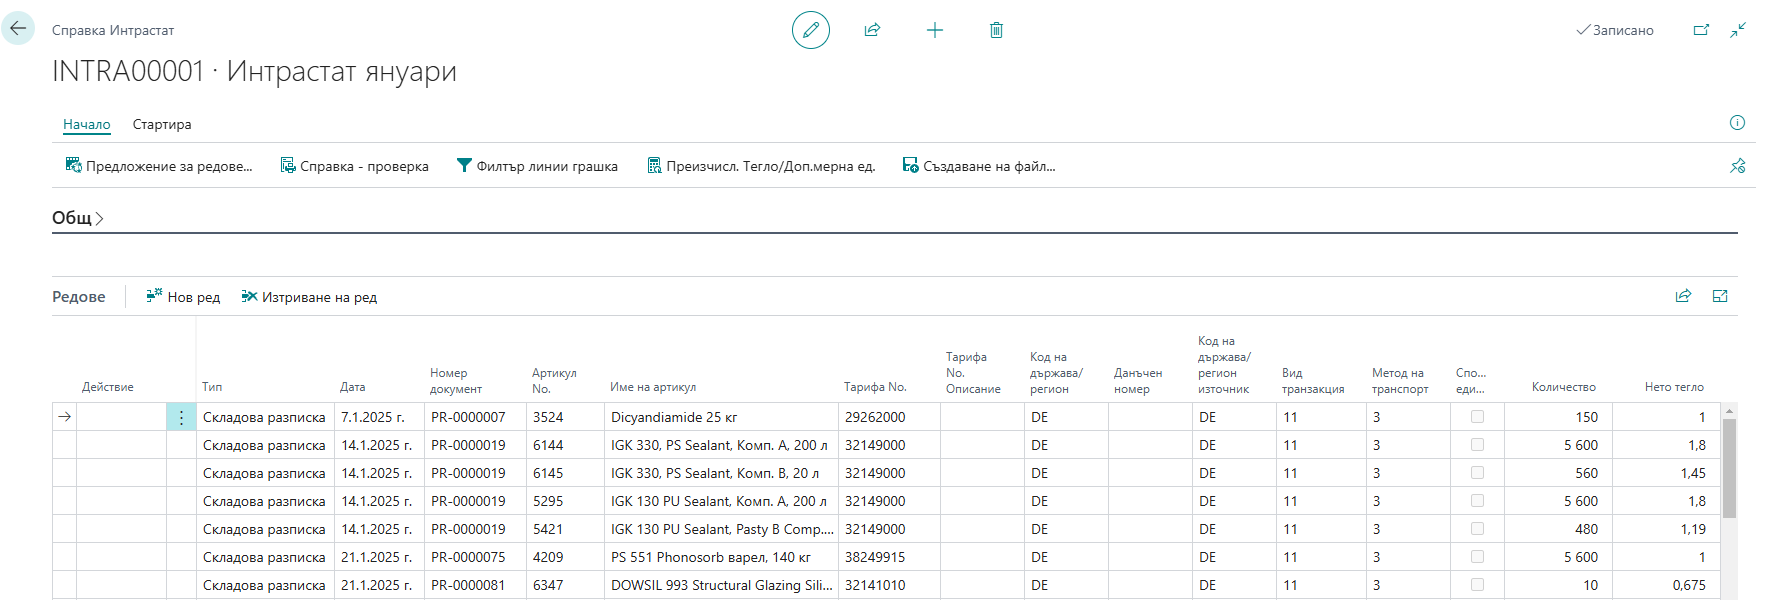 Справка Интрастат
Записано
INTRA00001 · Интрастат януари
Начало Стартира
Предложение за редове... Справка - проверка Филтър линии грашка Преизчисл. Тегло/Доп.мерна ед. Създаване на файл...
Общ
Редове Нов ред Изтриване на ред
Действие Тип Дата Номер документ Артикул No. Име на артикул Тарифа No. Тарифа No. Описание Код на държава/ регион Данъчен номер Код на държава/ регион източник Вид транзакция Метод на транспорт Спо... еди... Количество Нето тегло
Складова разписка 7.1.2025 г. PR-0000007 3524 Dicyandiamide 25 кг 29262000 DE DE 11 3 150 1
Складова разписка 14.1.2025 г. PR-0000019 6144 IGK 330, PS Sealant, Комп. А, 200 л 32149000 DE DE 11 3 5 600 1,8
Складова разписка 14.1.2025 г. PR-0000019 6145 IGK 330, PS Sealant, Комп. В, 20 л 32149000 DE DE 11 3 560 1,45
Складова разписка 14.1.2025 г. PR-0000019 5295 IGK 130 PU Sealant, Комп. А, 200 л 32149000 DE DE 11 3 5 600 1,8
Складова разписка 14.1.2025 г. PR-0000019 5421 IGK 130 PU Sealant, Pasty B Comp.... 32149000 DE DE 11 3 480 1,19
Складова разписка 21.1.2025 г. PR-0000075 4209 PS 551 Phonosorb варел, 140 кг 38249915 DE DE 11 3 5 600 1
Складова разписка 21.1.2025 г. PR-0000081 6347 DOWSIL 993 Structural Glazing Sili... 32141010 DE DE 11 3 10 0,675